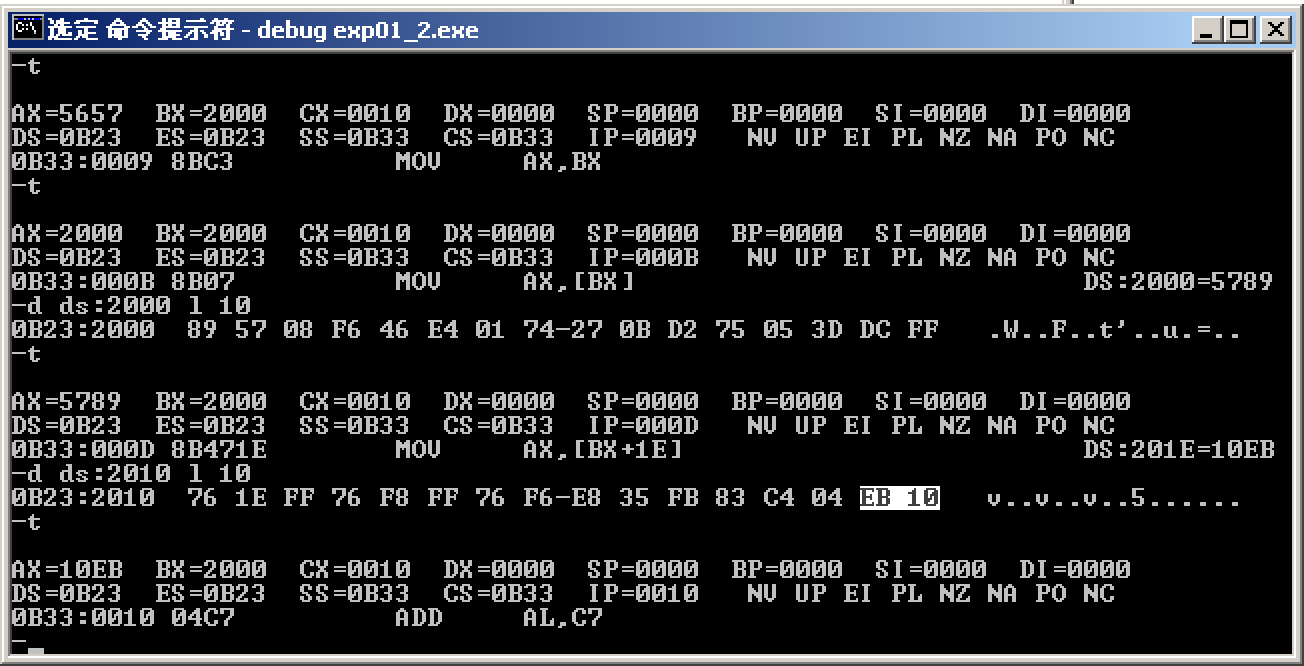 选定 命令提示符 - debug exp01_2.exe
-t
AX=5657 BX=2000 CX=0010 DX=0000 SP=0000 BP=0000 SI=0000 DI=0000
DS=0B23 ES=0B23 SS=0B33 CS=0B33 IP=0009 NV UP EI PL NZ NA PO NC
0B33:0009 8BC3 MOV AX,BX
-t
AX=2000 BX=2000 CX=0010 DX=0000 SP=0000 BP=0000 SI=0000 DI=0000
DS=0B23 ES=0B23 SS=0B33 CS=0B33 IP=000B NV UP EI PL NZ NA PO NC
0B33:000B 8B07 MOV AX,[BX] DS:2000=5789
-d ds:2000 l 10
0B23:2000 89 57 08 F6 46 E4 01 74-27 0B D2 75 05 3D DC FF .W..F..t'..u.=..
-t
AX=5789 BX=2000 CX=0010 DX=0000 SP=0000 BP=0000 SI=0000 DI=0000
DS=0B23 ES=0B23 SS=0B33 CS=0B33 IP=000D NV UP EI PL NZ NA PO NC
0B33:000D 8B471E MOV AX,[BX+1E] DS:201E=10EB
-d ds:2010 l 10
0B23:2010 76 1E FF 76 F8 FF 76 F6-E8 35 FB 83 C4 04 EB 10 v..v..v..5......
-t
AX=10EB BX=2000 CX=0010 DX=0000 SP=0000 BP=0000 SI=0000 DI=0000
DS=0B23 ES=0B23 SS=0B33 CS=0B33 IP=0010 NV UP EI PL NZ NA PO NC
0B33:0010 04C7 ADD AL,C7
-